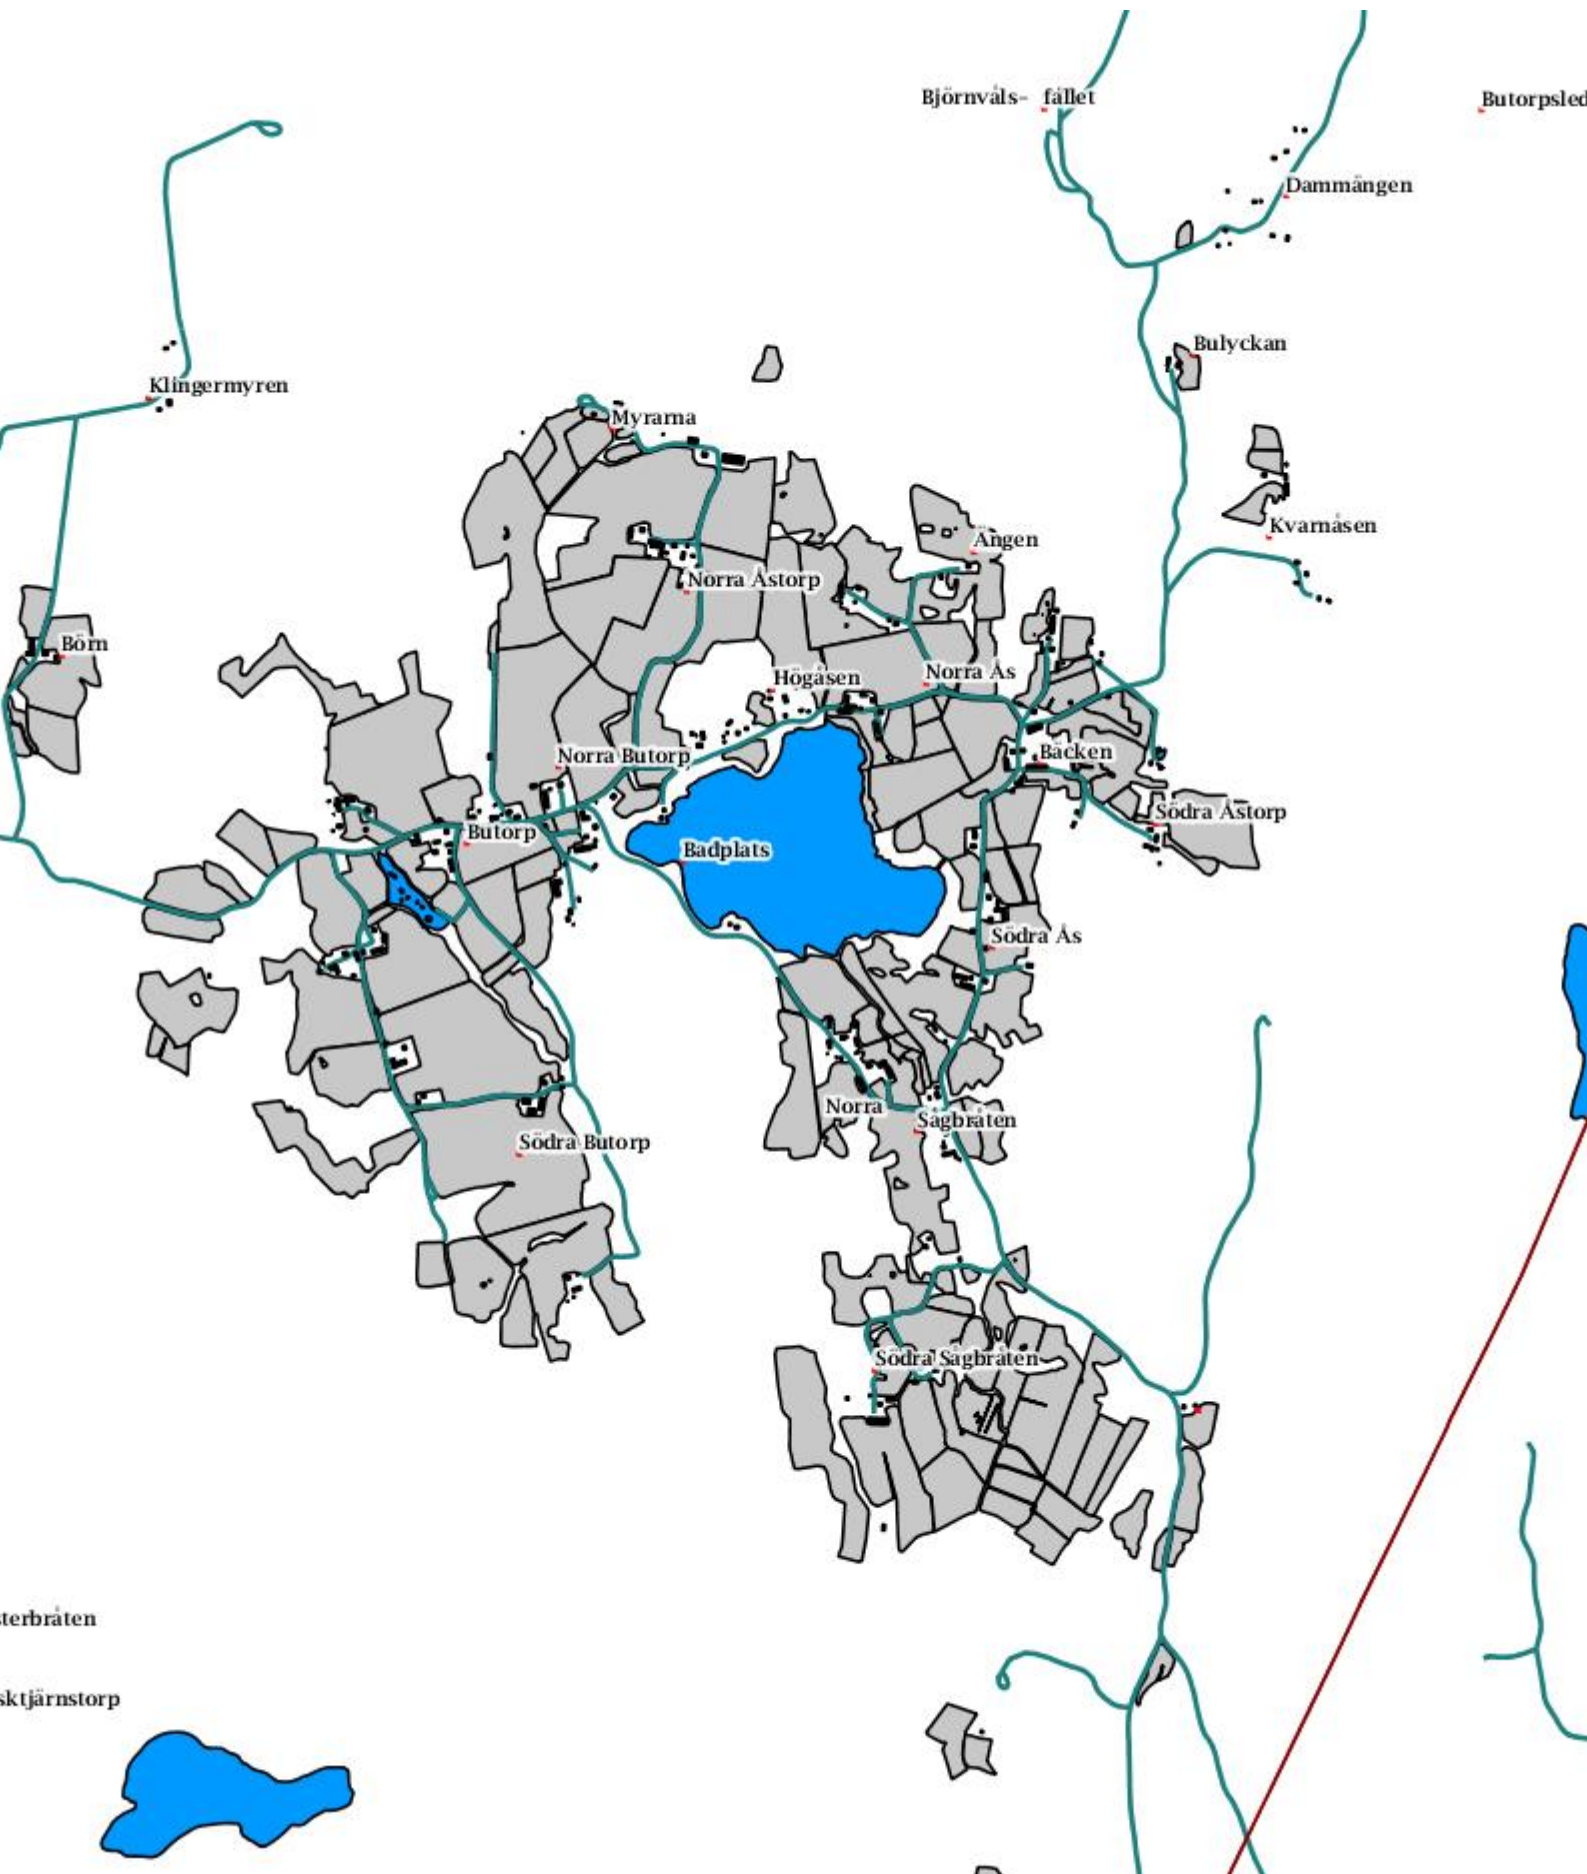 Björnvåls- fället
Butorpsled
Dammängen
Bulyckan
Klingermyren
Myrarna
Kvarnåsen
Ängen
Norra Åstorp
Börn
Högåsen
Norra Ås
Norra Butorp
Bäcken
Södra Åstorp
Butorp
Badplats
Södra Ås
Norra
Sågbråten
Södra Butorp
Södra Sågbråten
sterbråten
sktjärnstorp